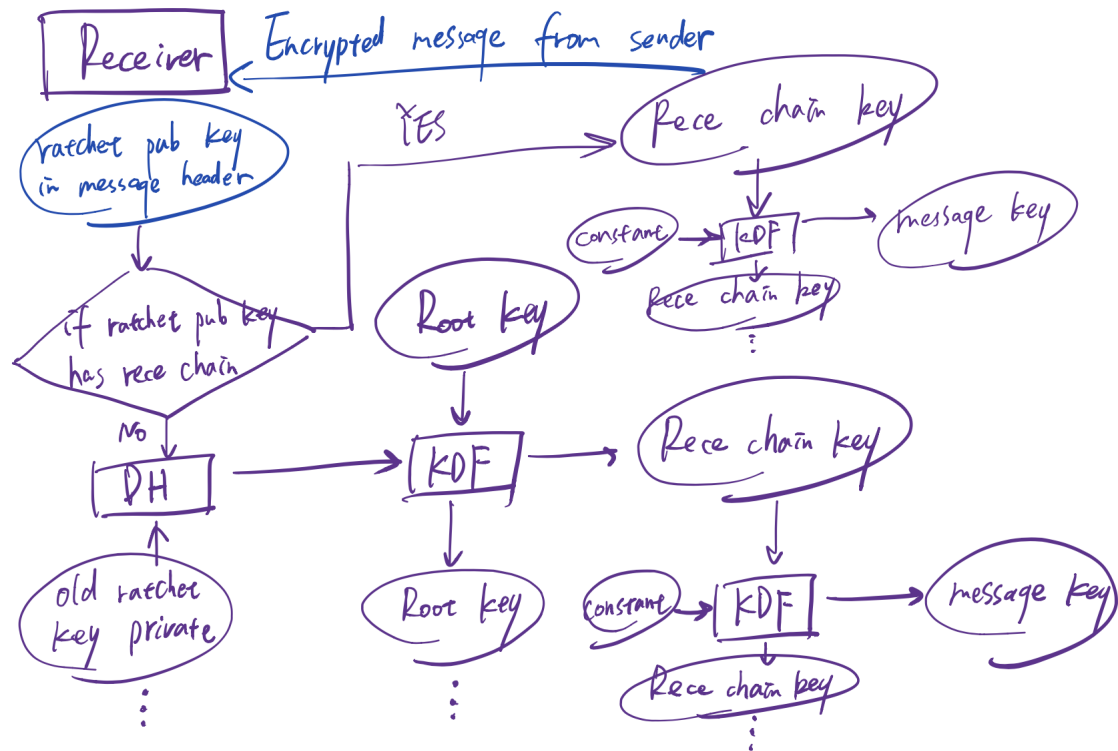 Receiver
Encrypted message from sender
ratchet pub key
in message header
YES
Rece chain key
constant
KDF
message key
Rece chain key
if ratchet pub key
has rece chain
Root key
No
DH
KDF
Rece chain key
old ratchet
key private
Root key
constant
KDF
message key
Rece chain key